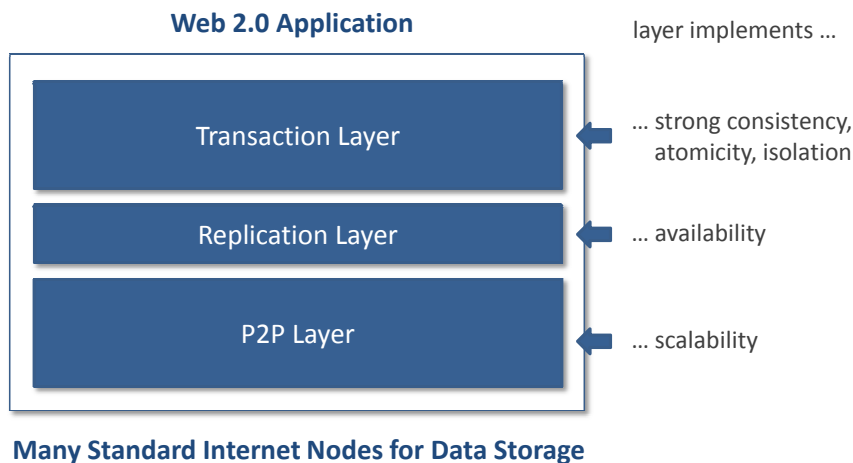 Web 2.0 Application
layer implements …
Transaction Layer
… strong consistency,
atomicity, isolation
Replication Layer
… availability
P2P Layer
… scalability
Many Standard Internet Nodes for Data Storage